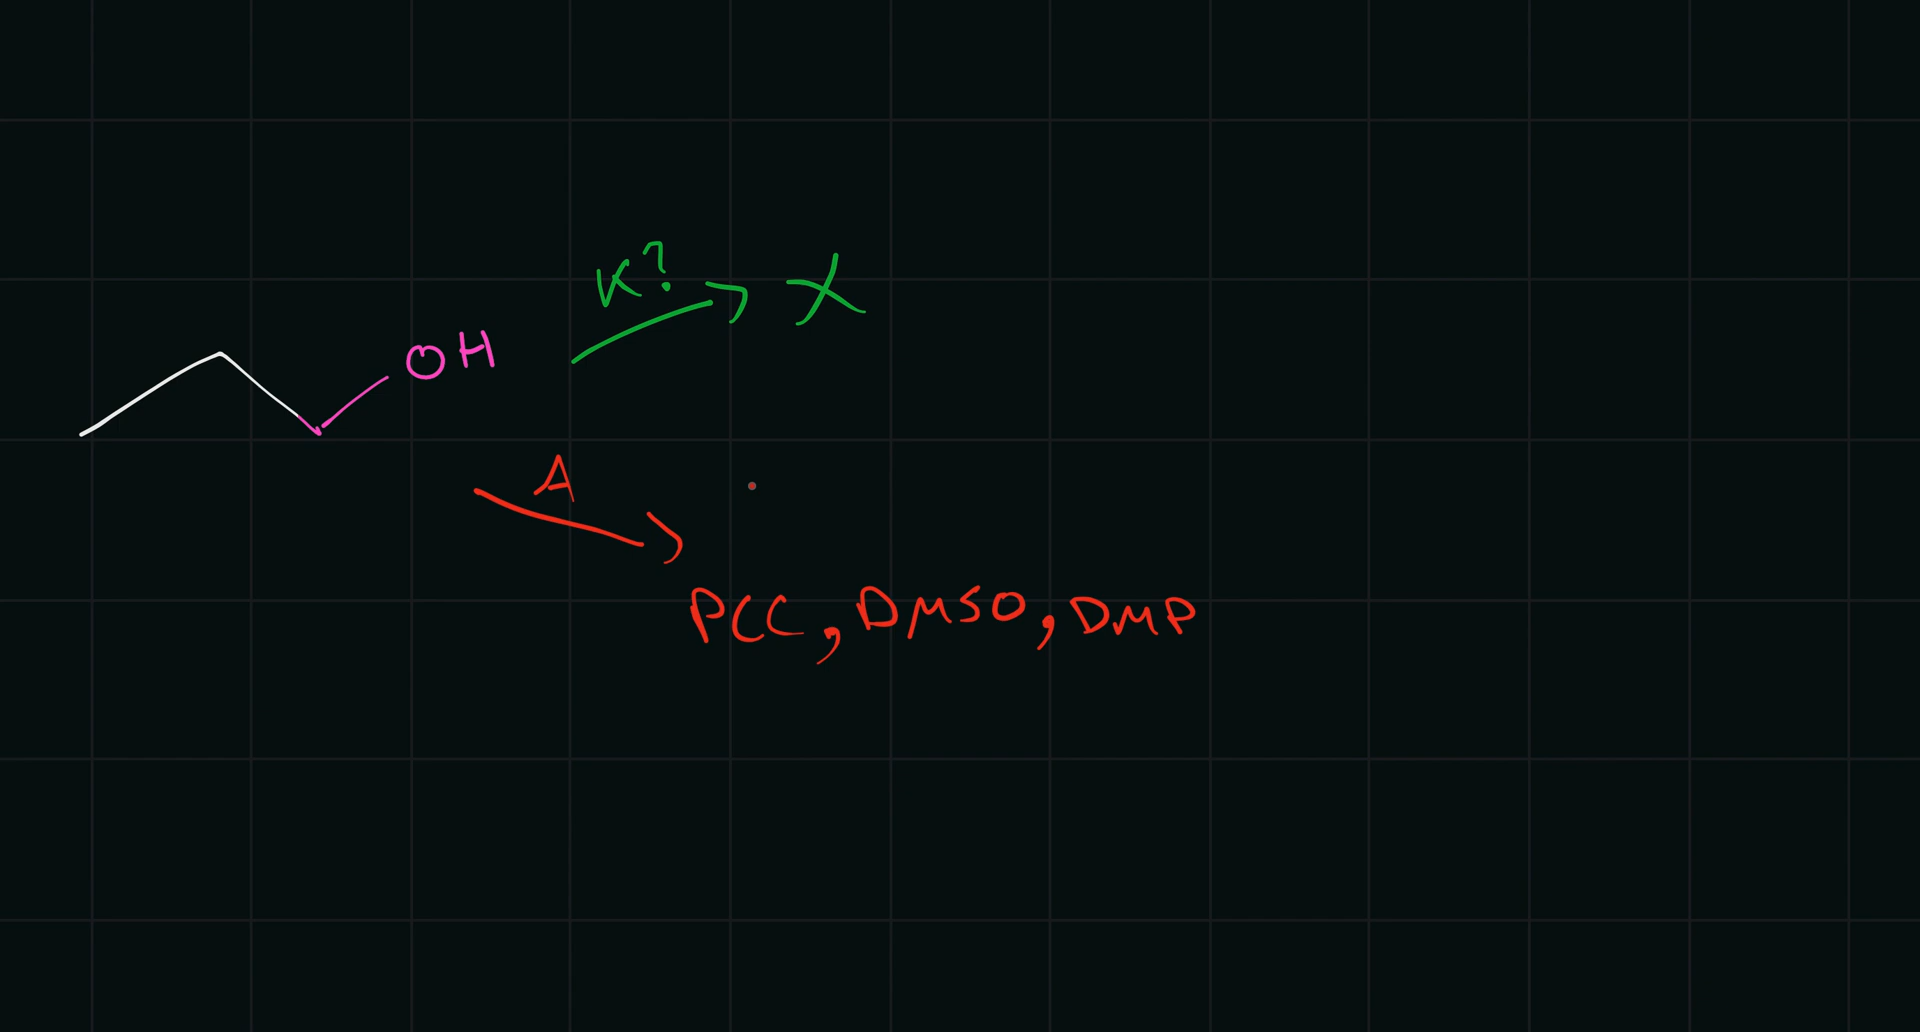 K?
X
OH
A
PCC, DMSO, DMP